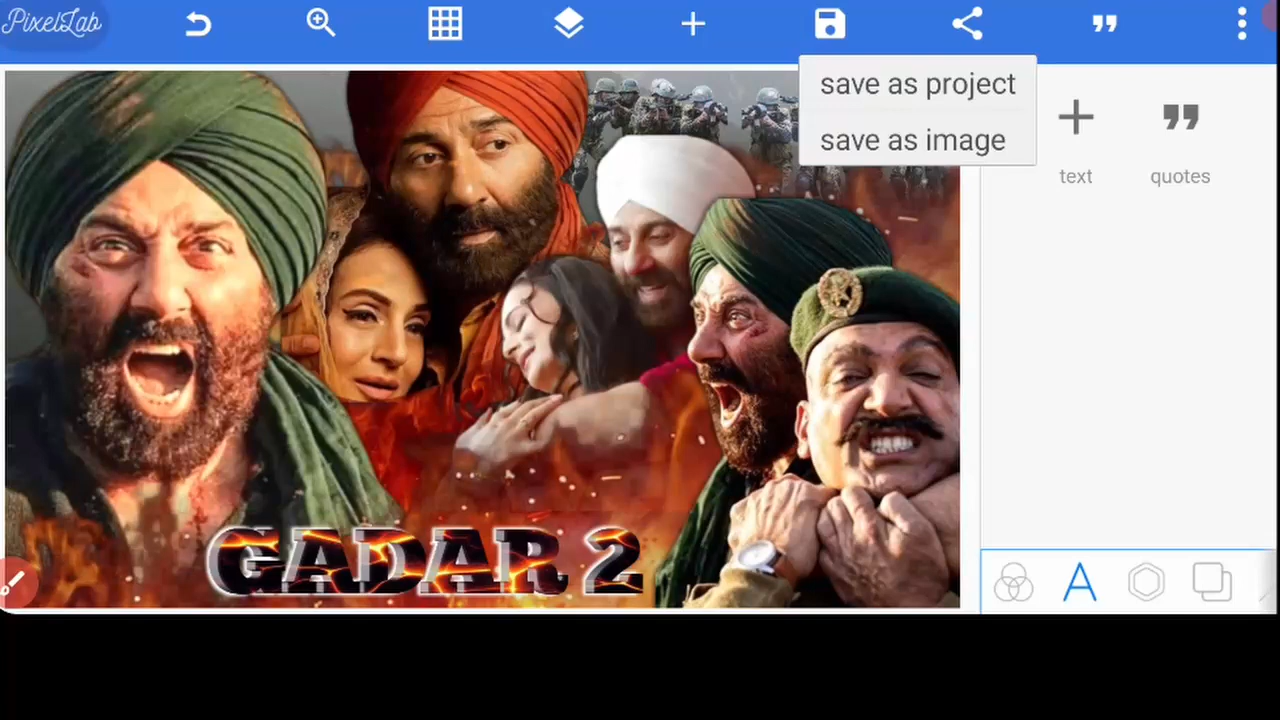 PixelLab
save as project
save as image
text
quotes
GADAR 2